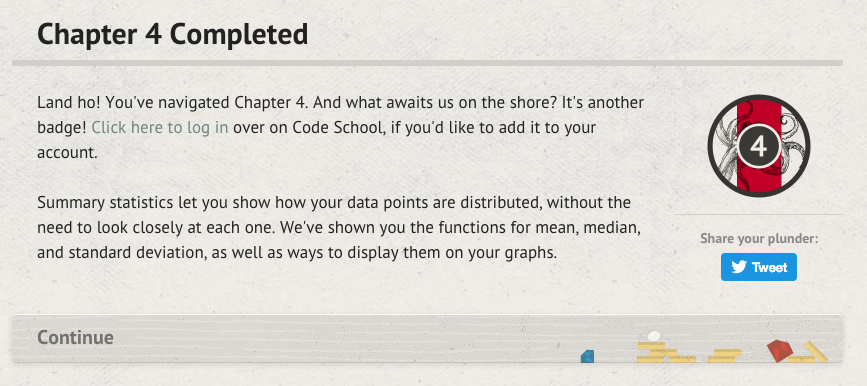 Chapter 4 Completed
Land ho! You've navigated Chapter 4. And what awaits us on the shore? It's another
badge! Click here to log in over on Code School, if you'd like to add it to your
account.
4
Summary statistics let you show how your data points are distributed, without the
need to look closely at each one. We've shown you the functions for mean, median,
and standard deviation, as well as ways to display them on your graphs.
Share your plunder:
Tweet
Continue